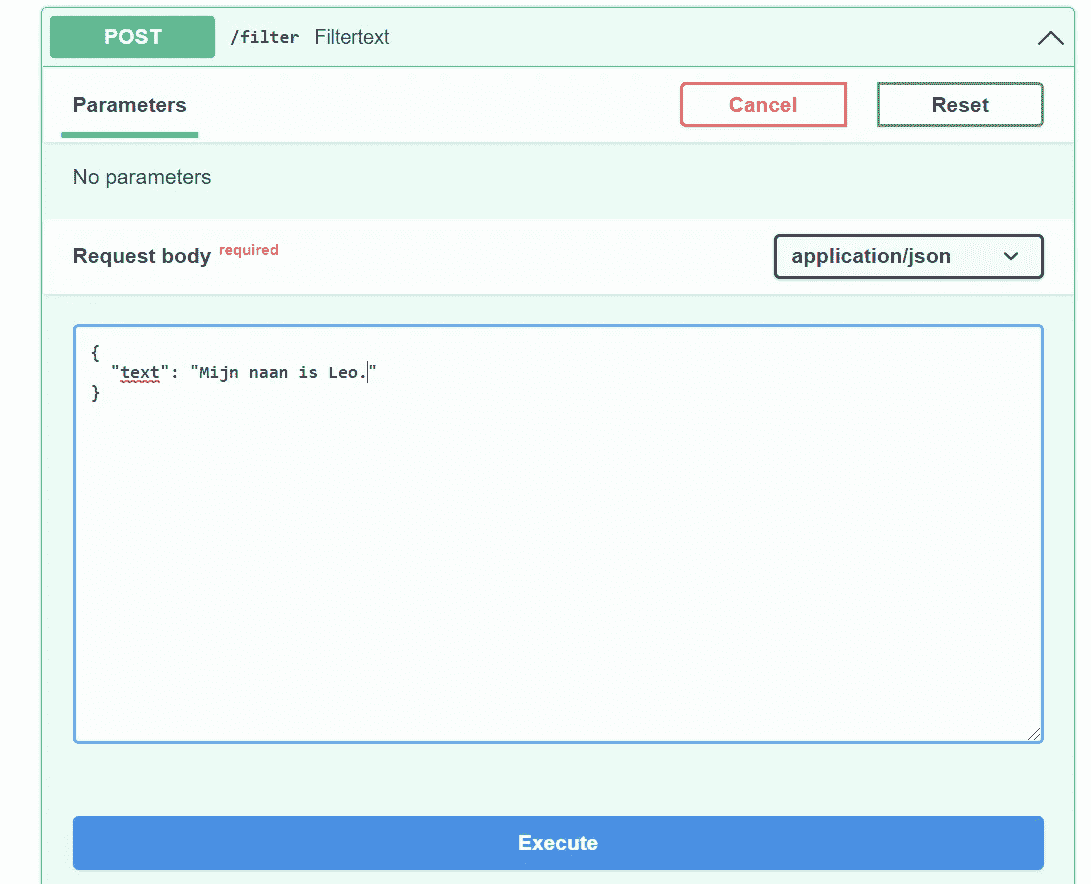 POST /filter Filtertext
Parameters Cancel Reset
No parameters
Request body required application/json
{
"text": "Mijn naan is Leo."
}
Execute